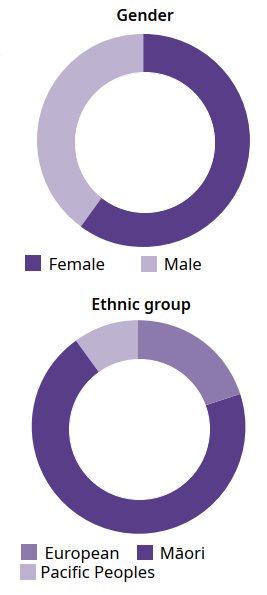 Gender
Female Male
Ethnic group
European Māori
Pacific Peoples